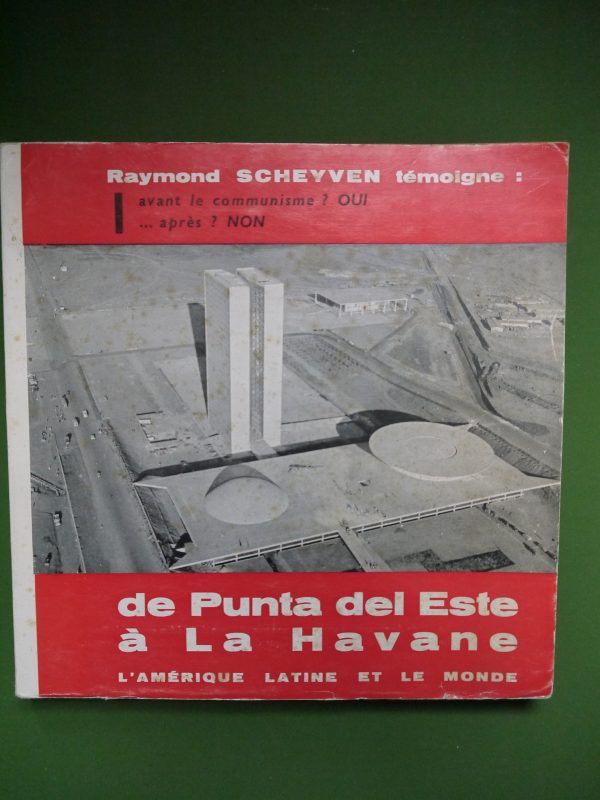 Raymond SCHEYVEN témoigne :
avant le communisme ? OUI
... après ? NON
de Punta del Este
à La Havane
L'AMÉRIQUE LATINE ET LE MONDE